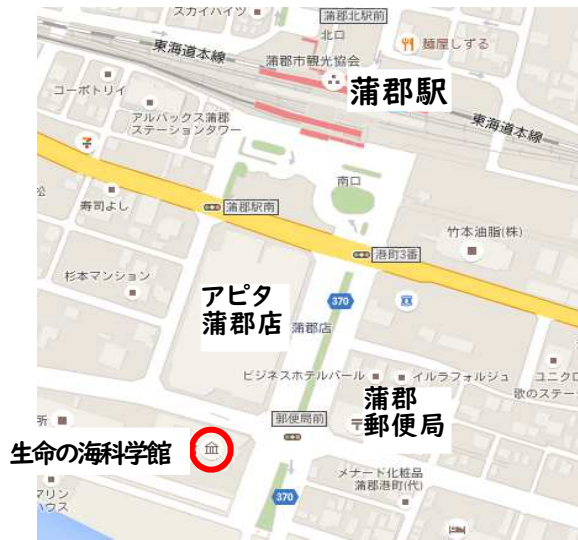 スカイハイツ
蒲郡北駅前
北口
麺屋しずる
東海道本線
蒲郡市観光協会
蒲郡駅
コーポトリイ
アルバックス蒲郡
ステーションタワー
東海道本線
南口
松
寿司よし
蒲郡駅南
竹本油脂(株)
港町3番
杉本マンション
アピタ
蒲郡店
370
蒲郡店
ビジネスホテルパール
イルラフォルジュ
ユニクロ
歌のステー
蒲郡
郵便局
郵便局前
所
生命の海科学館
メナード化粧品
蒲郡港町(代)
マリン
ハウス
370